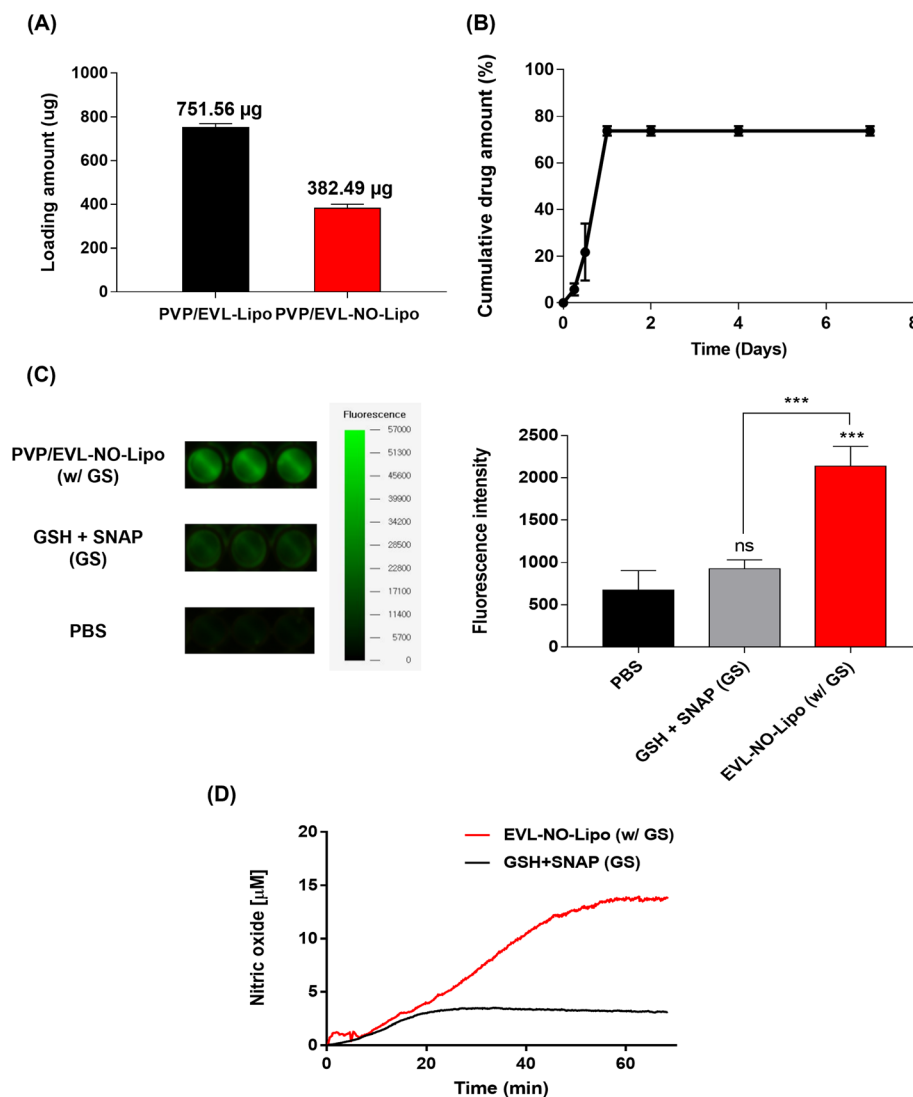 (A)
Loading amount (ug)
1000
800
600
400
200
0
751.56 µg
382.49 µg
PVP/EVL-Lipo PVP/EVL-NO-Lipo
(B)
Cumulative drug amount (%)
100
80
60
40
20
0
0 2 4 6 8
Time (Days)
(C)
PVP/EVL-NO-Lipo
(w/ GS)
GSH + SNAP
(GS)
PBS
Fluorescence
57000
51300
45600
39900
34200
28500
22800
17100
11400
5700
0
Fluorescence intensity
2500
2000
1500
1000
500
0
***
***
ns
PBS
GSH + SNAP (GS)
EVL-NO-Lipo (w/ GS)
(D)
Nitric oxide [µM]
20
15
10
5
0
EVL-NO-Lipo (w/ GS)
GSH+SNAP (GS)
0 20 40 60
Time (min)